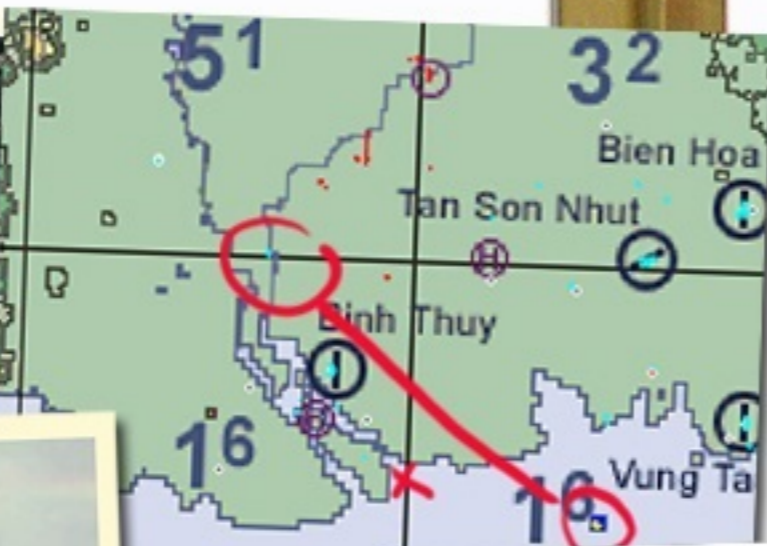 5¹
3²
Bien Hoa
Tan Son Nhut
H
Binh Thuy
1⁶
1⁶
Vung Ta